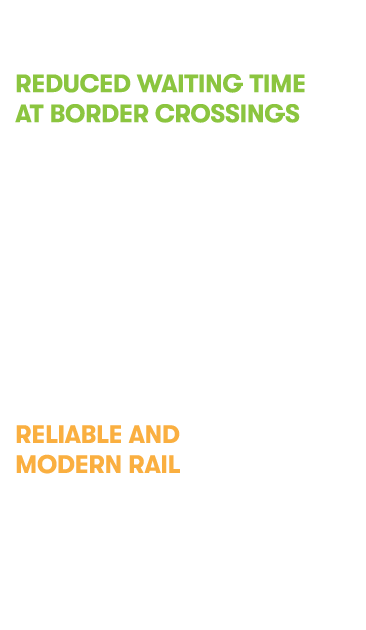 REDUCED WAITING TIME
AT BORDER CROSSINGS
RELIABLE AND
MODERN RAIL